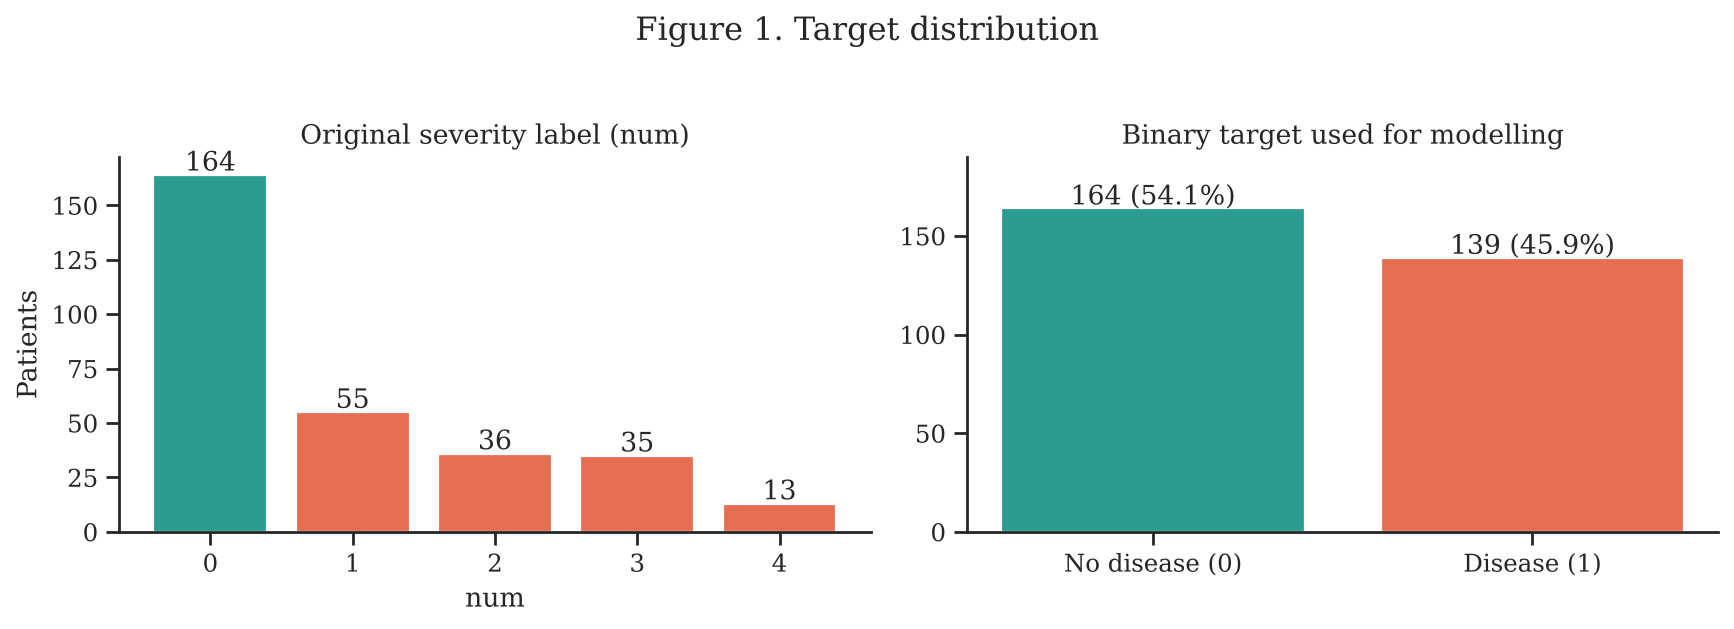 Figure 1. Target distribution
Original severity label (num)
Patients
150
125
100
75
50
25
0
164
55
36
35
13
0 1 2 3 4
num
Binary target used for modelling
150
100
50
0
164 (54.1%)
139 (45.9%)
No disease (0) Disease (1)